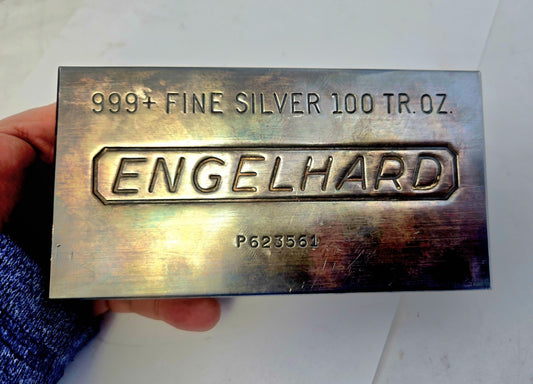 999+ FINE SILVER 100 TR. OZ.
ENGELHARD
P623561